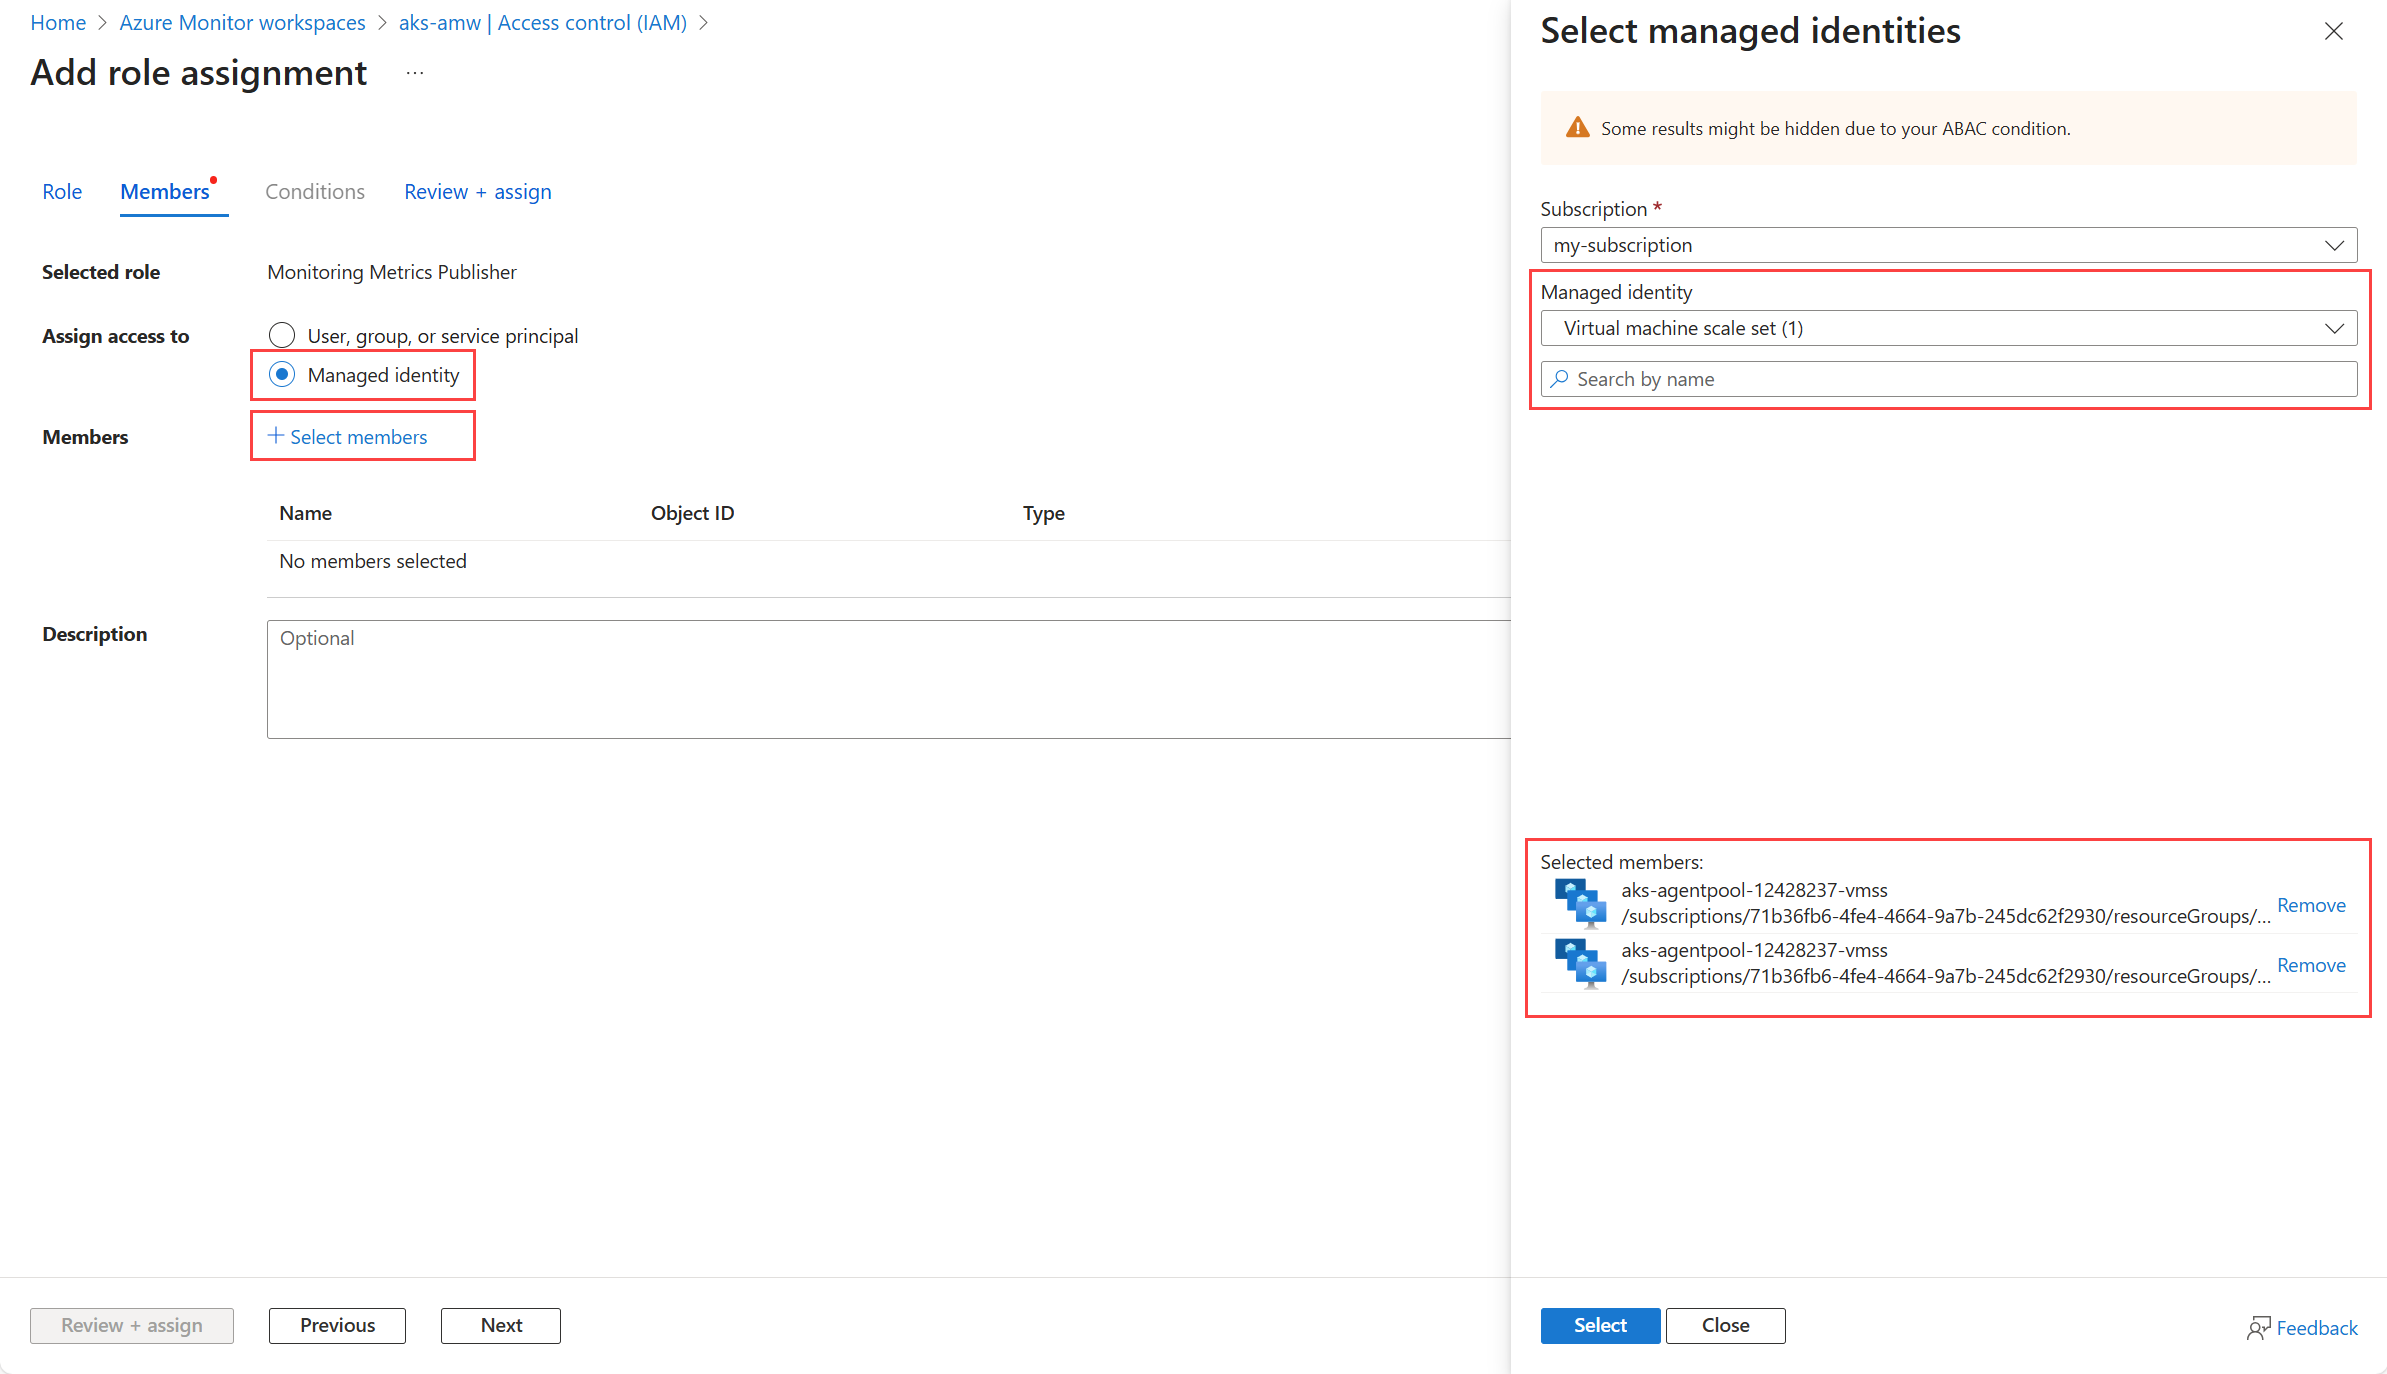 Home > Azure Monitor workspaces > aks-amw | Access control (IAM) >
Add role assignment ...
Role Members Conditions Review + assign
Selected role Monitoring Metrics Publisher
Assign access to User, group, or service principal
Managed identity
Members + Select members
Name Object ID Type
No members selected
Description Optional
Review + assign Previous Next
Select managed identities
Some results might be hidden due to your ABAC condition.
Subscription *
my-subscription
Managed identity
Virtual machine scale set (1)
Search by name
Selected members:
aks-agentpool-12428237-vmss
/subscriptions/71b36fb6-4fe4-4664-9a7b-245dc62f2930/resourceGroups/... Remove
aks-agentpool-12428237-vmss
/subscriptions/71b36fb6-4fe4-4664-9a7b-245dc62f2930/resourceGroups/... Remove
Select Close Feedback